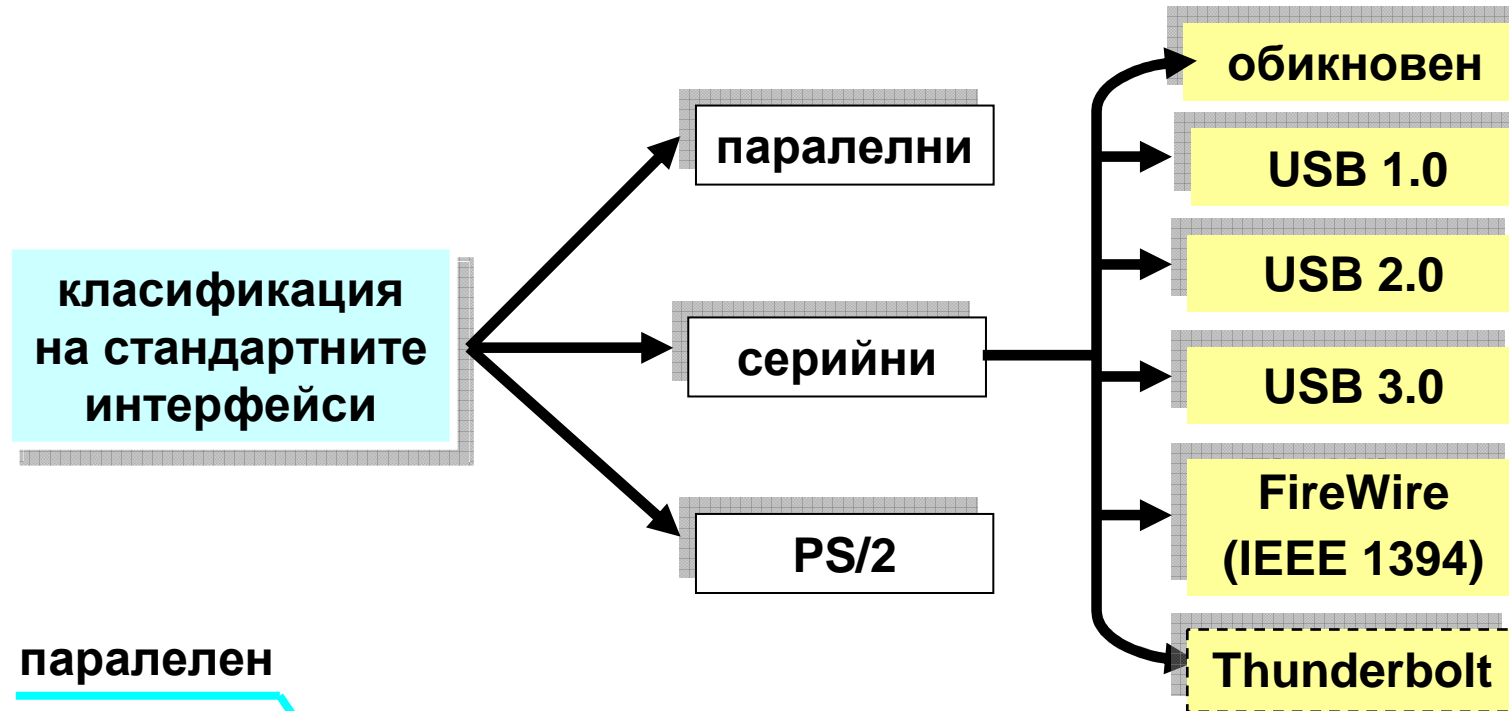 класификация
на стандартните
интерфейси
паралелни
серийни
PS/2
обикновен
USB 1.0
USB 2.0
USB 3.0
FireWire
(IEEE 1394)
Thunderbolt
паралелен